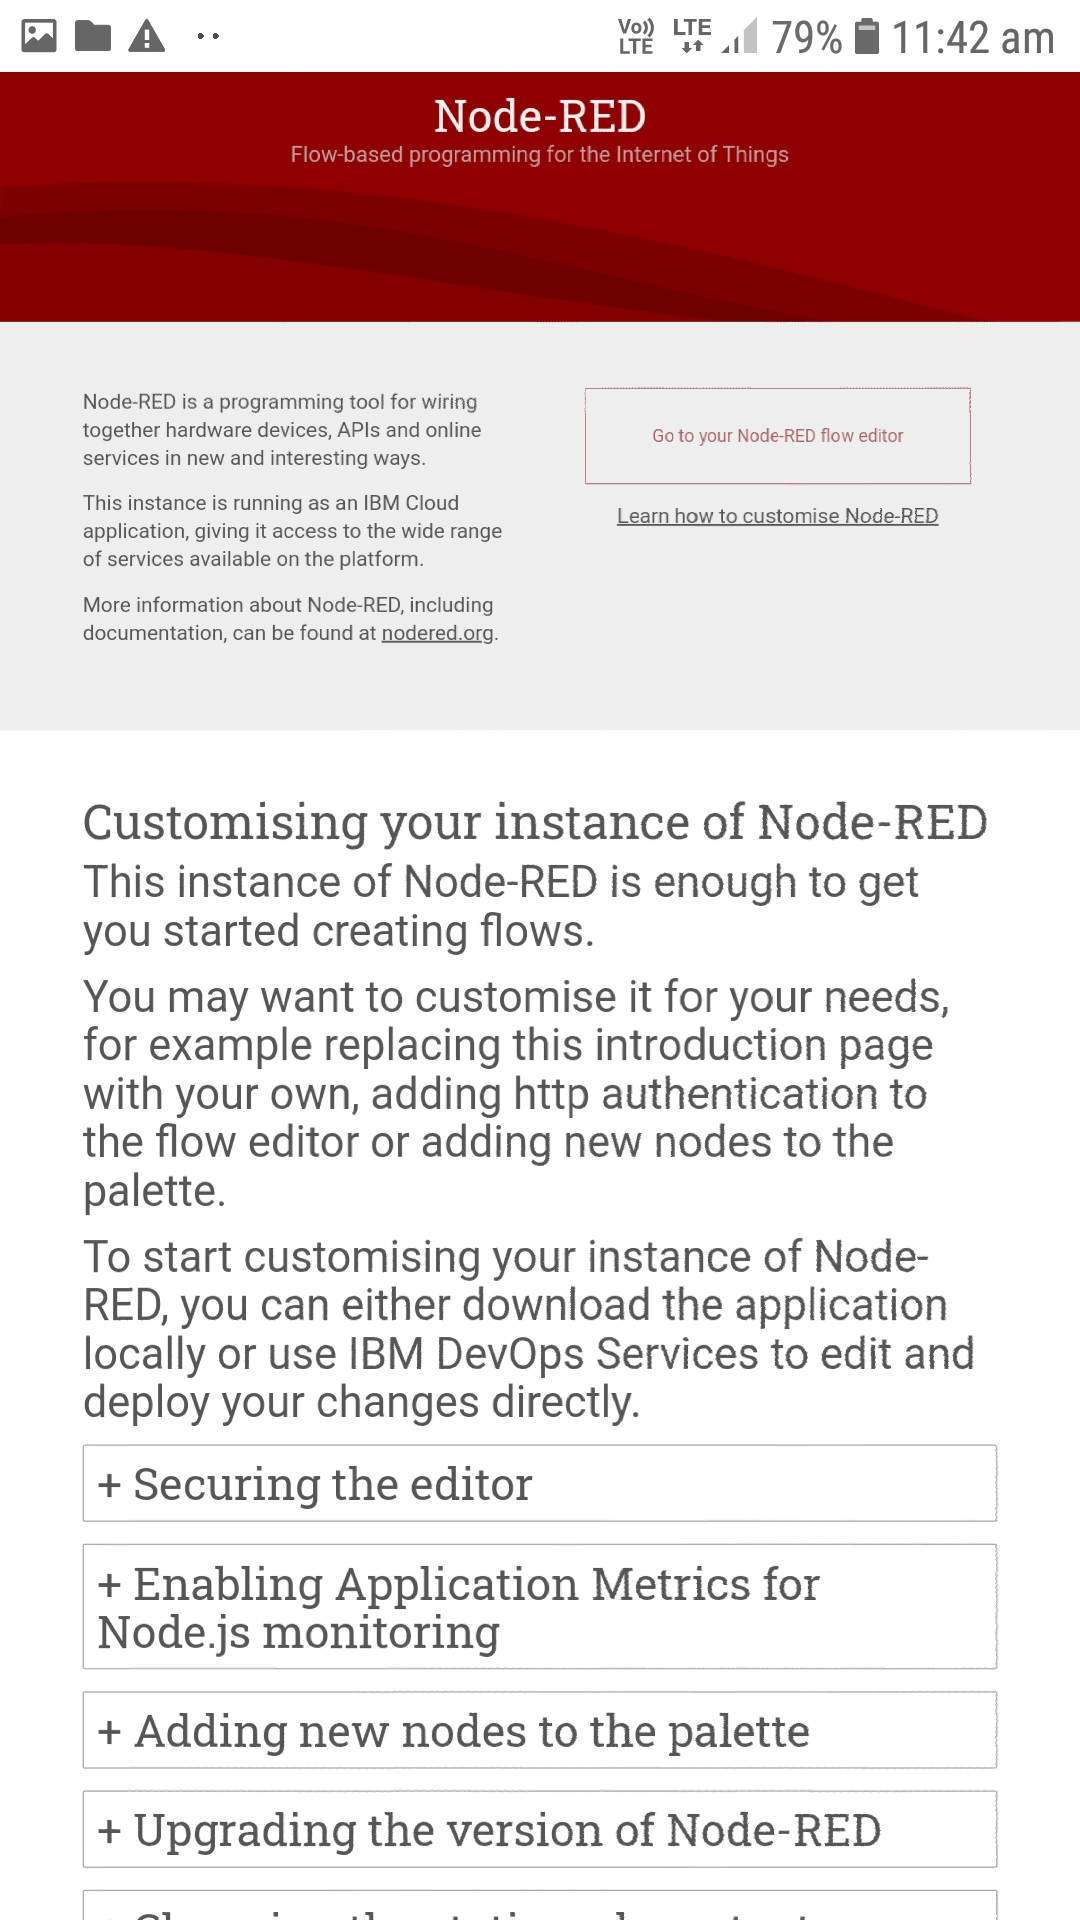 Vo)) LTE LTE 79% 11:42 am
Node-RED
Flow-based programming for the Internet of Things
Node-RED is a programming tool for wiring
together hardware devices, APIs and online
services in new and interesting ways.
This instance is running as an IBM Cloud
application, giving it access to the wide range
of services available on the platform.
More information about Node-RED, including
documentation, can be found at nodered.org.
Go to your Node-RED flow editor
Learn how to customise Node-RED
Customising your instance of Node-RED
This instance of Node-RED is enough to get
you started creating flows.
You may want to customise it for your needs,
for example replacing this introduction page
with your own, adding http authentication to
the flow editor or adding new nodes to the
palette.
To start customising your instance of Node-
RED, you can either download the application
locally or use IBM DevOps Services to edit and
deploy your changes directly.
+ Securing the editor
+ Enabling Application Metrics for
Node.js monitoring
+ Adding new nodes to the palette
+ Upgrading the version of Node-RED